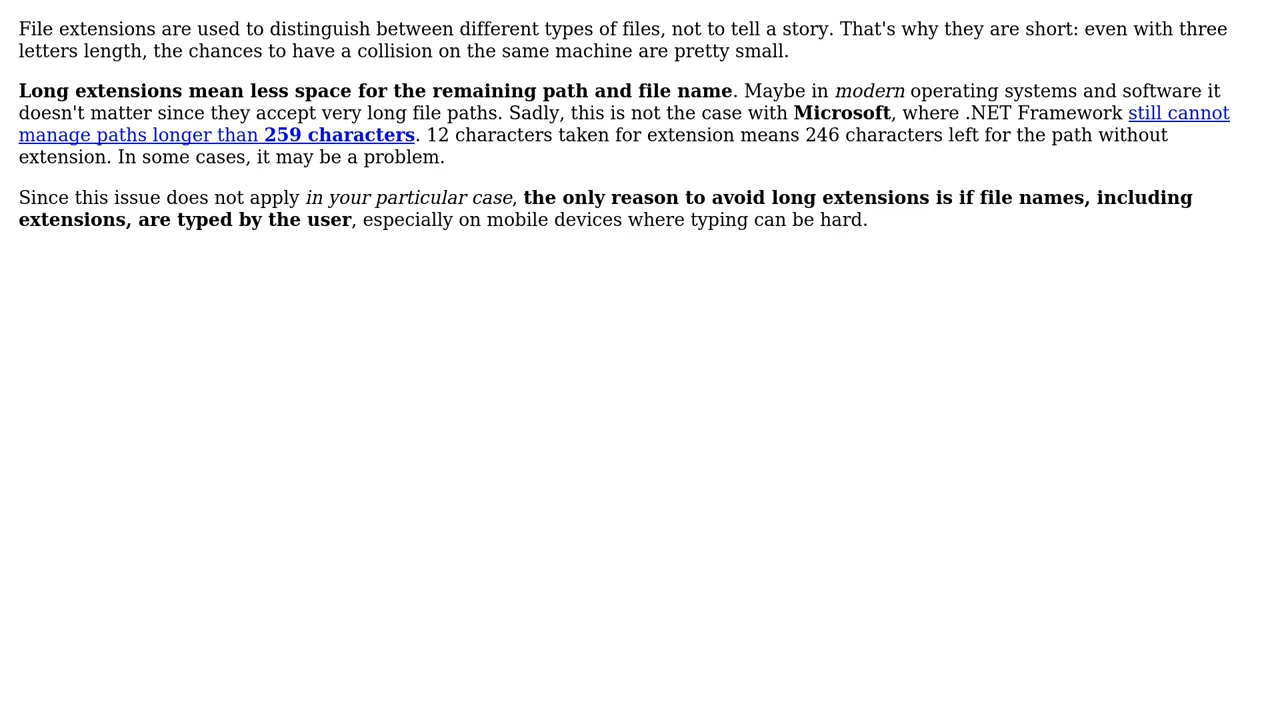 File extensions are used to distinguish between different types of files, not to tell a story. That's why they are short: even with three
letters length, the chances to have a collision on the same machine are pretty small.
Long extensions mean less space for the remaining path and file name. Maybe in modern operating systems and software it
doesn't matter since they accept very long file paths. Sadly, this is not the case with Microsoft, where .NET Framework still cannot
manage paths longer than 259 characters. 12 characters taken for extension means 246 characters left for the path without
extension. In some cases, it may be a problem.
Since this issue does not apply in your particular case, the only reason to avoid long extensions is if file names, including
extensions, are typed by the user, especially on mobile devices where typing can be hard.